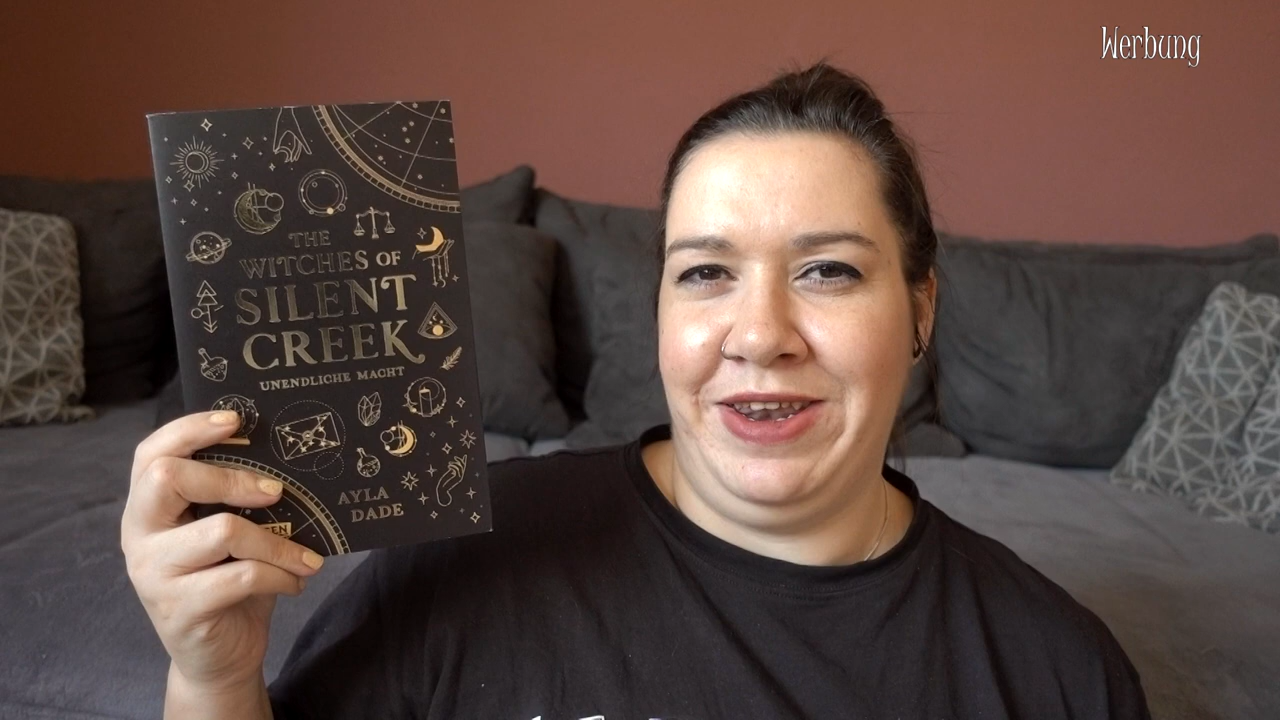 Werbung
THE
WITCHES OF
SILENT
CREEK
UNENDLICHE MACHT
AYLA
DADE